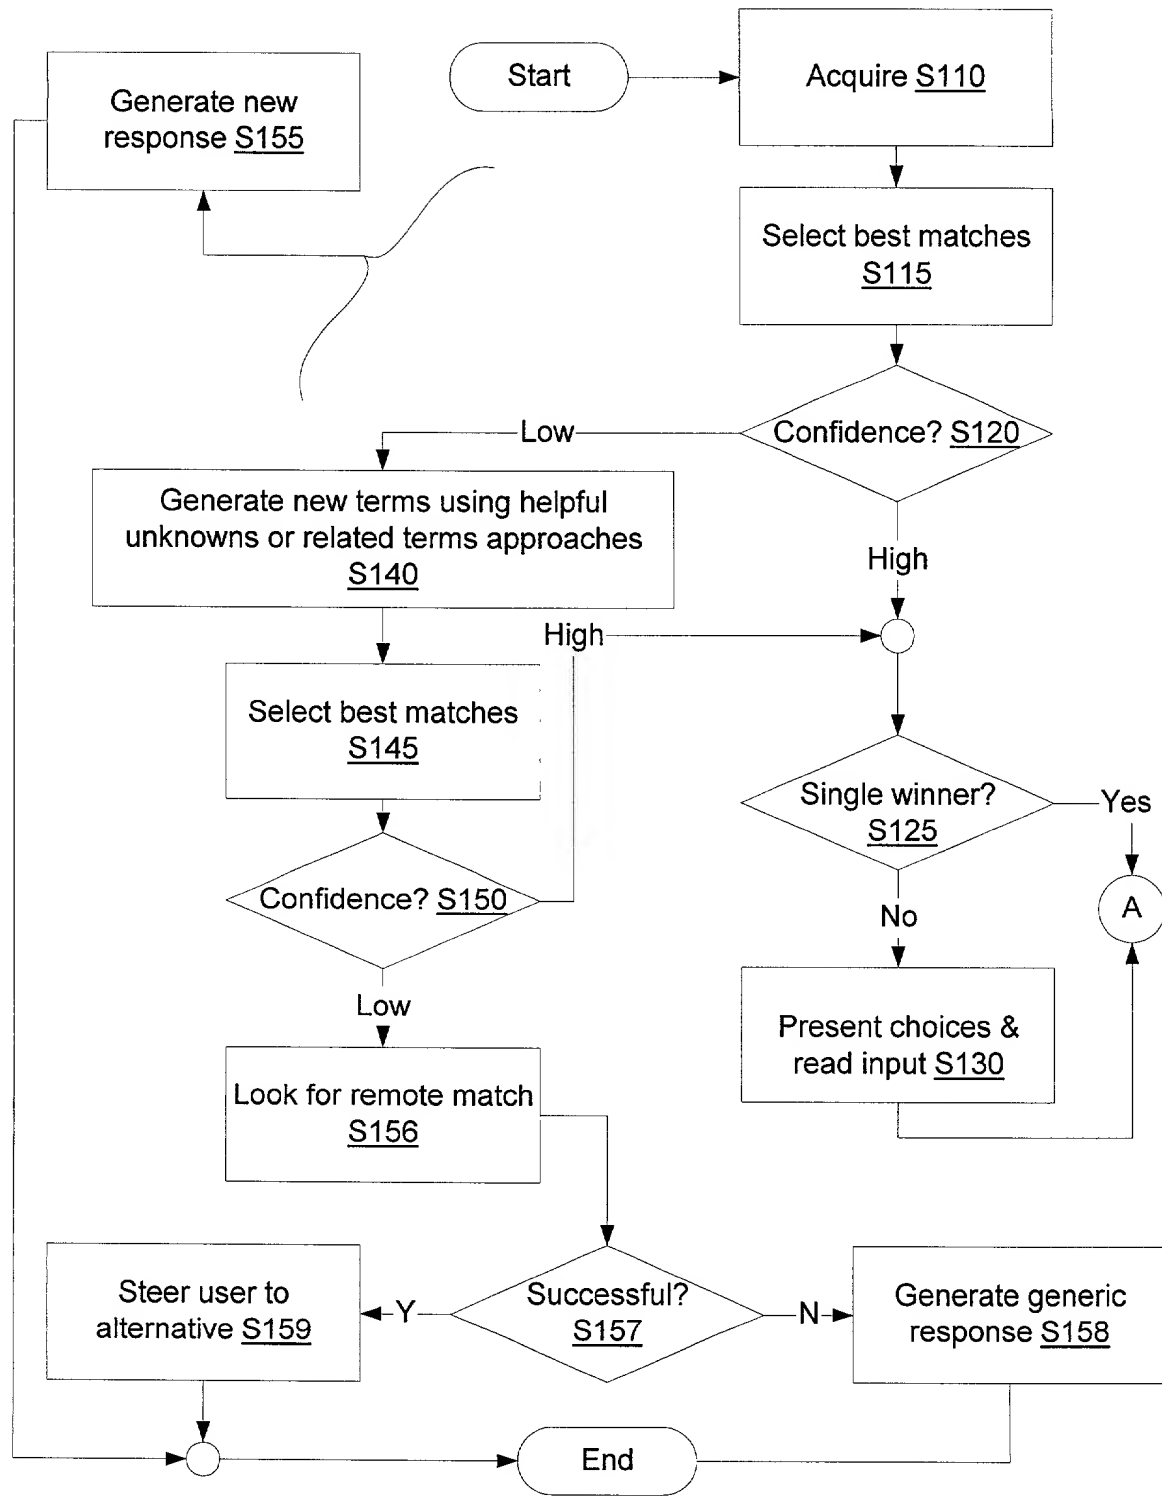 Start
Acquire S110
Generate new
response S155
Select best matches
S115
Confidence? S120
Low
Generate new terms using helpful
unknowns or related terms approaches
S140
High
High
Select best matches
S145
Single winner?
S125
Yes
A
Confidence? S150
No
Low
Present choices &
read input S130
Look for remote match
S156
Steer user to
alternative S159
Y
Successful?
S157
N
Generate generic
response S158
End